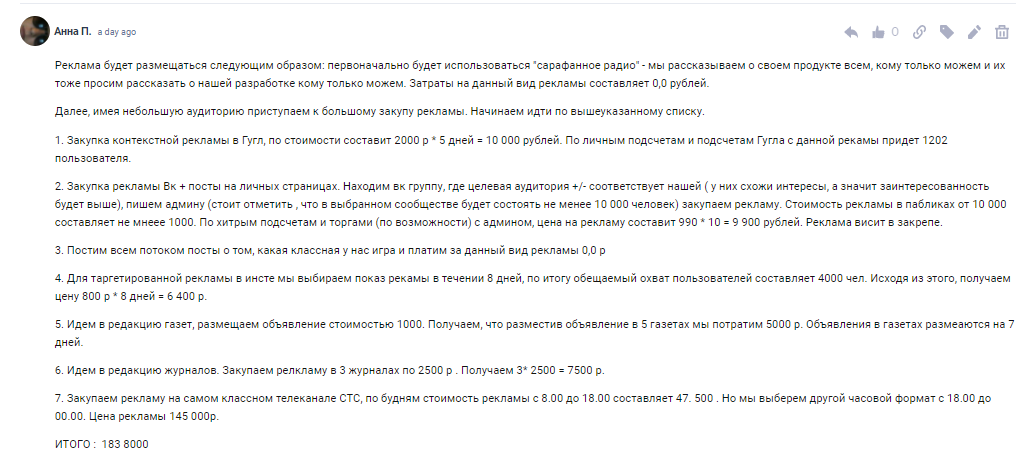 Анна П. a day ago
0
Реклама будет размещаться следующим образом: первоначально будет использоваться "сарафанное радио" - мы рассказываем о своем продукте всем, кому только можем и их
тоже просим рассказать о нашей разработке кому только можем. Затраты на данный вид рекламы составляет 0,0 рублей.
Далее, имея небольшую аудиторию приступаем к большому закупу рекламы. Начинаем идти по вышеуказанному списку.
1. Закупка контекстной рекламы в Гугл, по стоимости составит 2000 р * 5 дней = 10 000 рублей. По личным подсчетам и подсчетам Гугла с данной рекамы придет 1202
пользователя.
2. Закупка рекламы Вк + посты на личных страницах. Находим вк группу, где целевая аудитория +/- соответствует нашей ( у них схожи интересы, а значит заинтересованность
будет выше), пишем админу (стоит отметить , что в выбранном сообществе будет состоять не менее 10 000 человек) закупаем рекламу. Стоимость рекламы в пабликах от 10 000
составляет не мнеее 1000. По хитрым подсчетам и торгами (по возможности) с админом, цена на рекламу составит 990 * 10 = 9 900 рублей. Реклама висит в закрепе.
3. Постим всем потоком посты о том, какая классная у нас игра и платим за данный вид рекламы 0,0 р
4. Для таргетированной рекламы в инсте мы выбираем показ рекамы в течении 8 дней, по итогу обещаемый охват пользователей составляет 4000 чел. Исходя из этого, получаем
цену 800 р * 8 дней = 6 400 р.
5. Идем в редакцию газет, размещаем объявление стоимостью 1000. Получаем, что разместив объявление в 5 газетах мы потратим 5000 р. Объявления в газетах размеаются на 7
дней.
6. Идем в редакцию журналов. Закупаем релкламу в 3 журналах по 2500 р . Получаем 3* 2500 = 7500 р.
7. Закупаем рекламу на самом классном телеканале СТС, по будням стоимость рекламы с 8.00 до 18.00 составляет 47. 500 . Но мы выберем другой часовой формат с 18.00 до
00.00. Цена рекламы 145 000р.
ИТОГО : 183 8000